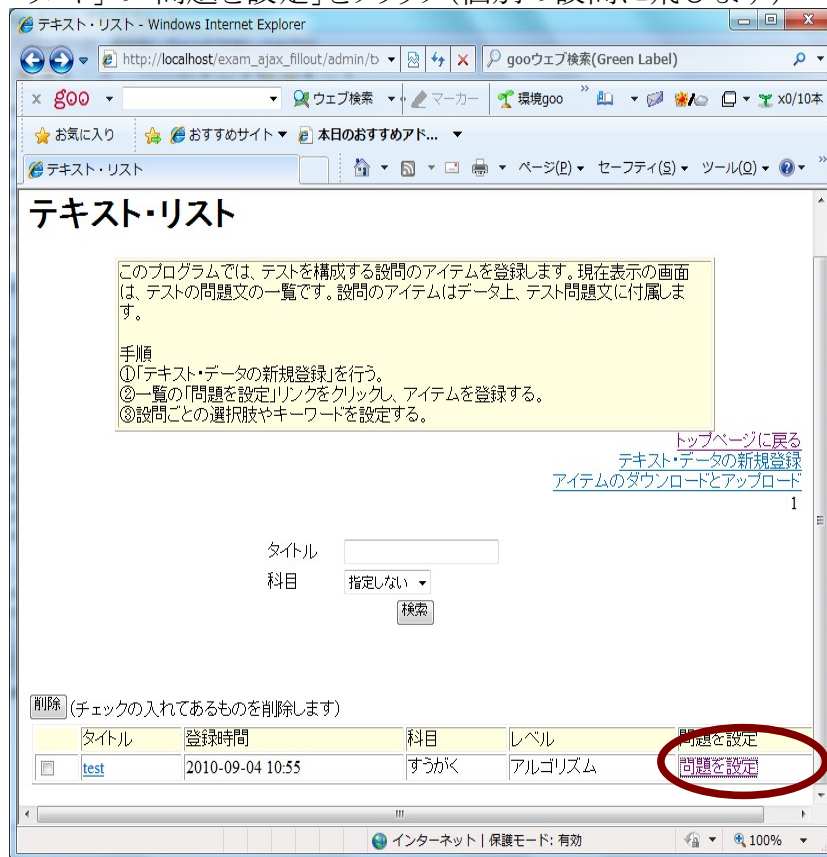 テキスト・リスト - Windows Internet Explorer
http://localhost/exam_ajax_fillout/admin/b
gooウェブ検索(Green Label)
x goo ウェブ検索 マーカー 環境goo x0/10本
お気に入り おすすめサイト▼ 本日のおすすめアド... ▼
テキスト・リスト ページ(P) セーフティ(S) ツール(O)
テキスト・リスト
このプログラムでは、テストを構成する設問のアイテムを登録します。現在表示の画面
は、テストの問題文の一覧です。設問のアイテムはデータ上、テスト問題文に付属しま
す。
手順
①「テキスト・データの新規登録」を行う。
②一覧の「問題を設定」リンクをクリックし、アイテムを登録する。
③設問ごとの選択肢やキーワードを設定する。
トップページに戻る
テキスト・データの新規登録
アイテムのダウンロードとアップロード
1
タイトル
科目 指定しない
検索
削除 (チェックの入れてあるものを削除します)
タイトル 登録時間 科目 レベル 問題を設定
test 2010-09-04 10:55 すうがく アルゴリズム 問題を設定
インターネット | 保護モード: 有効 100%